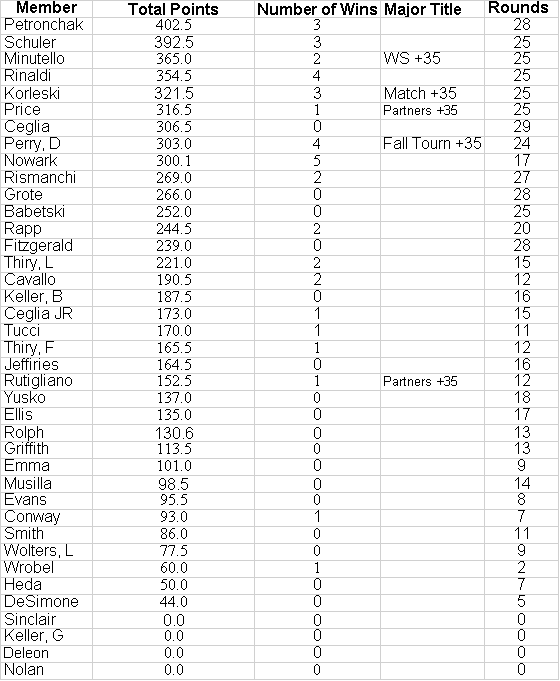 Member Total Points Number of Wins Major Title Rounds
Petronchak 402.5 3 28
Schuler 392.5 3 25
Minutello 365.0 2 WS +35 25
Rinaldi 354.5 4 25
Korleski 321.5 3 Match +35 25
Price 316.5 1 Partners +35 25
Ceglia 306.5 0 29
Perry, D 303.0 4 Fall Tourn +35 24
Nowark 300.1 5 17
Rismanchi 269.0 2 27
Grote 266.0 0 28
Babetski 252.0 0 25
Rapp 244.5 2 20
Fitzgerald 239.0 0 28
Thiry, L 221.0 2 15
Cavallo 190.5 2 12
Keller, B 187.5 0 16
Ceglia JR 173.0 1 15
Tucci 170.0 1 11
Thiry, F 165.5 1 12
Jeffiries 164.5 0 16
Rutigliano 152.5 1 Partners +35 12
Yusko 137.0 0 18
Ellis 135.0 0 17
Rolph 130.6 0 13
Griffith 113.5 0 13
Emma 101.0 0 9
Musilla 98.5 0 14
Evans 95.5 0 8
Conway 93.0 1 7
Smith 86.0 0 11
Wolters, L 77.5 0 9
Wrobel 60.0 1 2
Heda 50.0 0 7
DeSimone 44.0 0 5
Sinclair 0.0 0 0
Keller, G 0.0 0 0
Deleon 0.0 0 0
Nolan 0.0 0 0